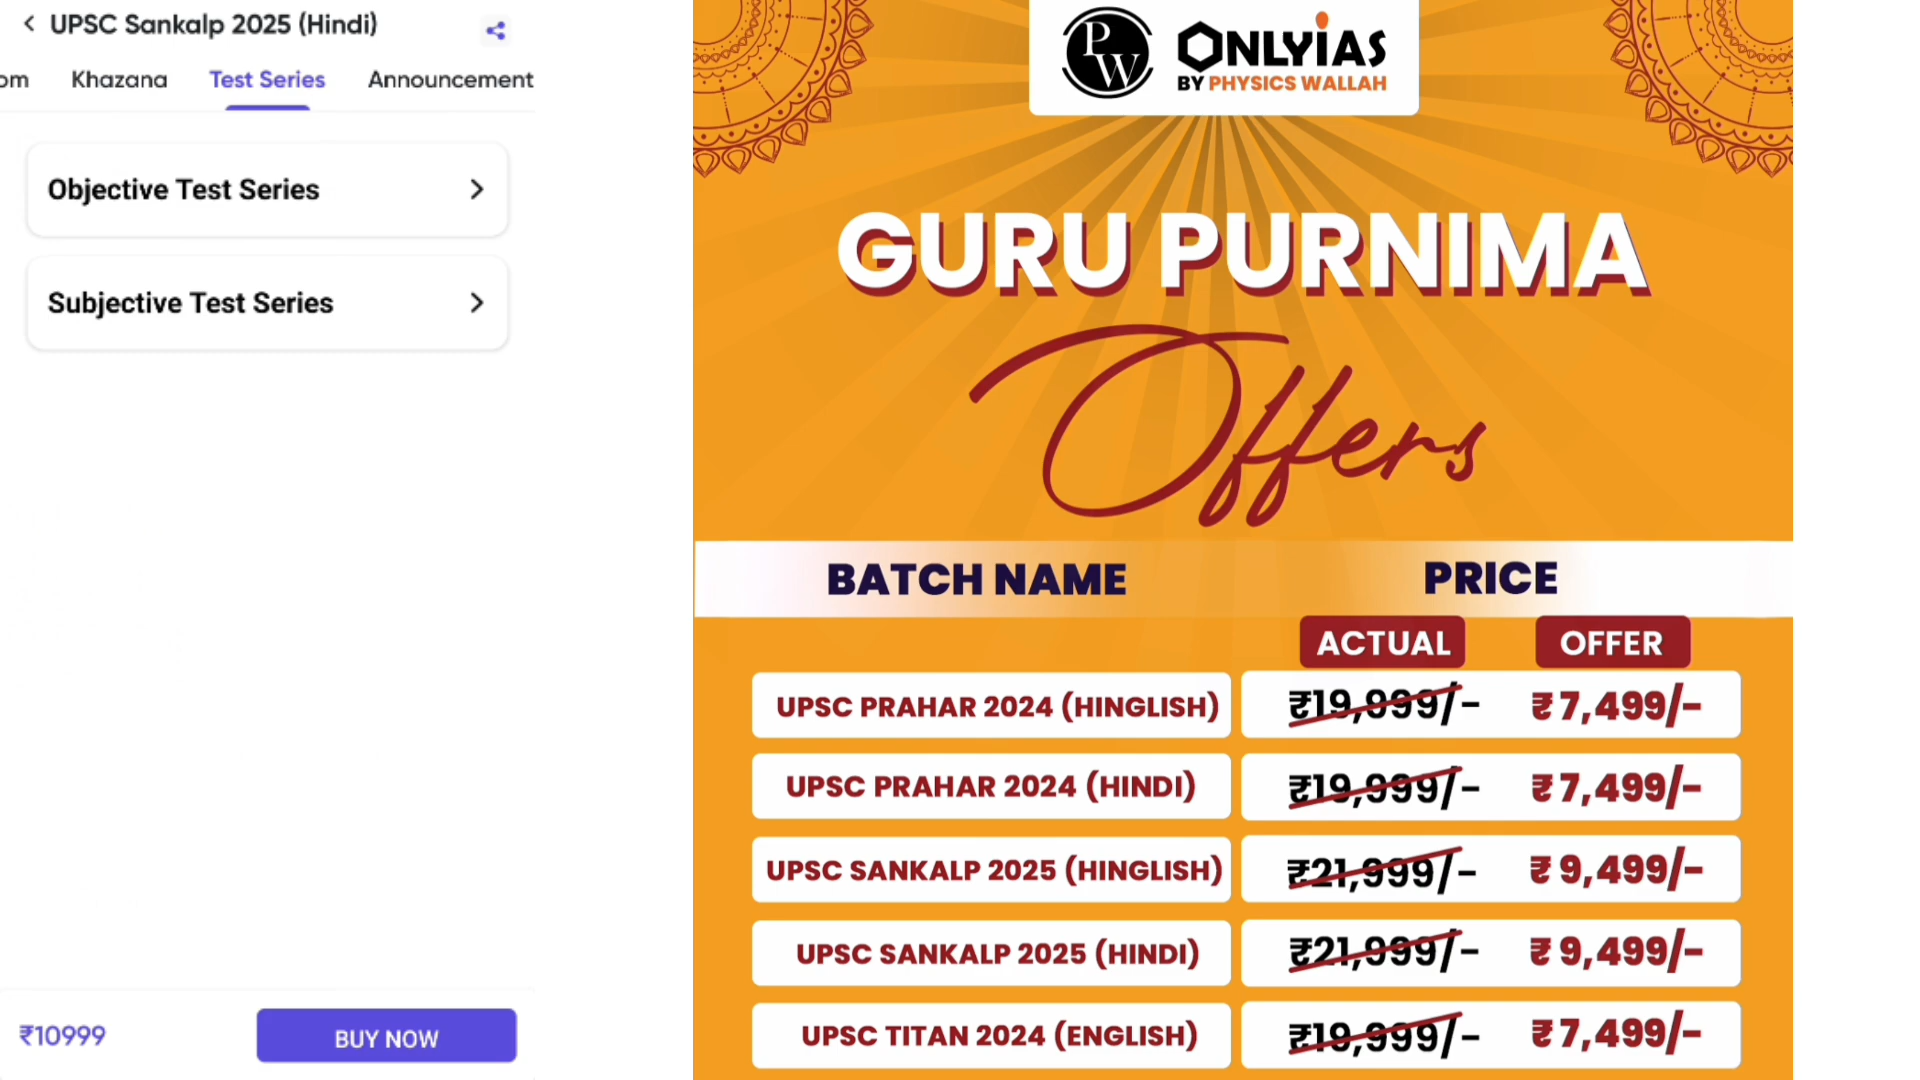 UPSC Sankalp 2025 (Hindi)
om Khazana Test Series Announcement
Objective Test Series
Subjective Test Series
₹10999 BUY NOW
PW ONLYIAS
BY PHYSICS WALLAH
GURU PURNIMA
Offers
BATCH NAME PRICE
ACTUAL OFFER
UPSC PRAHAR 2024 (HINGLISH) ₹19,999/- ₹7,499/-
UPSC PRAHAR 2024 (HINDI) ₹19,999/- ₹7,499/-
UPSC SANKALP 2025 (HINGLISH) ₹21,999/- ₹9,499/-
UPSC SANKALP 2025 (HINDI) ₹21,999/- ₹9,499/-
UPSC TITAN 2024 (ENGLISH) ₹19,999/- ₹7,499/-